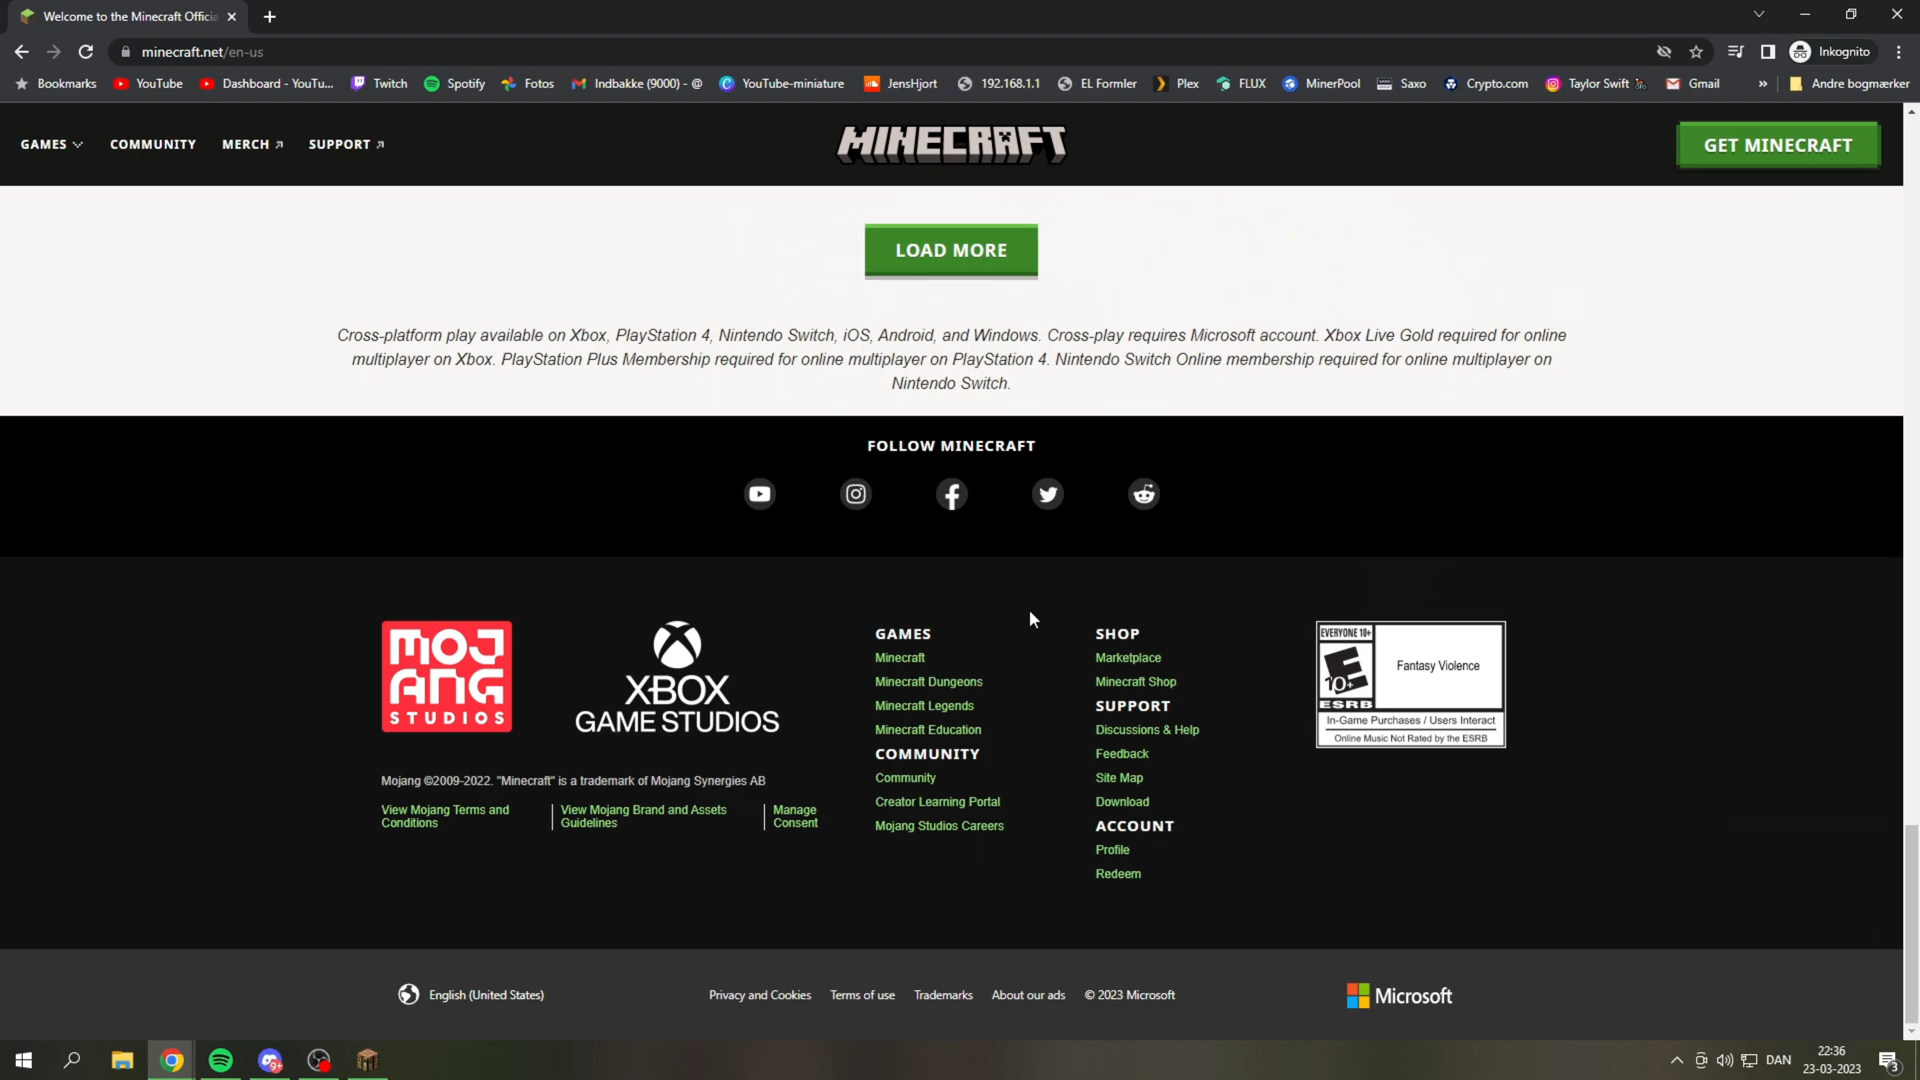 Welcome to the Minecraft Officia
minecraft.net/en-us
Inkognito
Bookmarks YouTube Dashboard - YouTu... Twitch Spotify Fotos Indbakke (9000) - @ YouTube-miniature JensHjort 192.168.1.1 EL Formler Plex FLUX MinerPool Saxo Crypto.com Taylor Swift Gmail » Andre bogmærker
GAMES COMMUNITY MERCH SUPPORT MINECRAFT GET MINECRAFT
LOAD MORE
Cross-platform play available on Xbox, PlayStation 4, Nintendo Switch, iOS, Android, and Windows. Cross-play requires Microsoft account. Xbox Live Gold required for online
multiplayer on Xbox. PlayStation Plus Membership required for online multiplayer on PlayStation 4. Nintendo Switch Online membership required for online multiplayer on
Nintendo Switch.
FOLLOW MINECRAFT
MOJANG
STUDIOS
XBOX
GAME STUDIOS
Mojang ©2009-2022. "Minecraft" is a trademark of Mojang Synergies AB
View Mojang Terms and
Conditions
View Mojang Brand and Assets
Guidelines
Manage
Consent
GAMES
Minecraft
Minecraft Dungeons
Minecraft Legends
Minecraft Education
COMMUNITY
Community
Creator Learning Portal
Mojang Studios Careers
SHOP
Marketplace
Minecraft Shop
SUPPORT
Discussions & Help
Feedback
Site Map
Download
ACCOUNT
Profile
Redeem
EVERYONE 10+
E
10+
ESRB
Fantasy Violence
In-Game Purchases / Users Interact
Online Music Not Rated by the ESRB
English (United States)
Privacy and Cookies Terms of use Trademarks About our ads © 2023 Microsoft
Microsoft
9+
DAN
22:36
23-03-2023
3